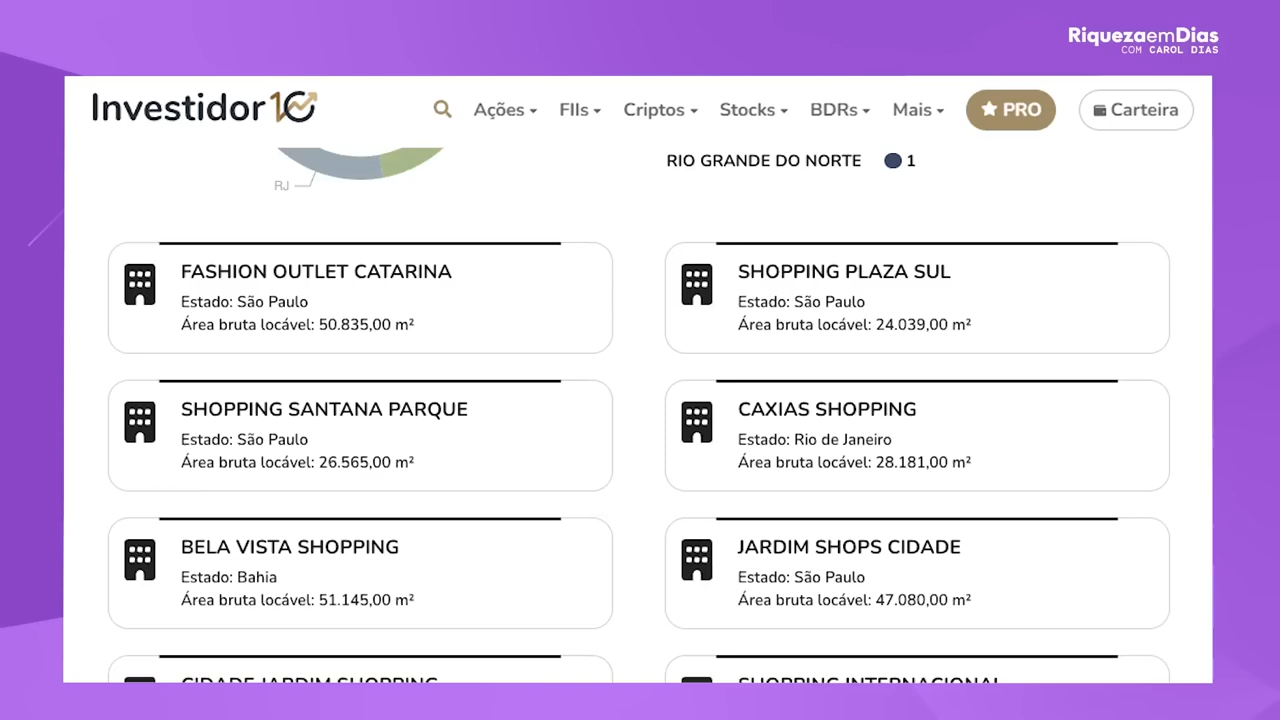 RiquezaemDias
COM CAROL DIAS
Investidor10
Ações
FIIs
Criptos
Stocks
BDRs
Mais
PRO
Carteira
RJ
RIO GRANDE DO NORTE 1
FASHION OUTLET CATARINA
Estado: São Paulo
Área bruta locável: 50.835,00 m²
SHOPPING PLAZA SUL
Estado: São Paulo
Área bruta locável: 24.039,00 m²
SHOPPING SANTANA PARQUE
Estado: São Paulo
Área bruta locável: 26.565,00 m²
CAXIAS SHOPPING
Estado: Rio de Janeiro
Área bruta locável: 28.181,00 m²
BELA VISTA SHOPPING
Estado: Bahia
Área bruta locável: 51.145,00 m²
JARDIM SHOPS CIDADE
Estado: São Paulo
Área bruta locável: 47.080,00 m²
CIDADE JARDIM SHOPPING
SHOPPING INTERNACIONAL